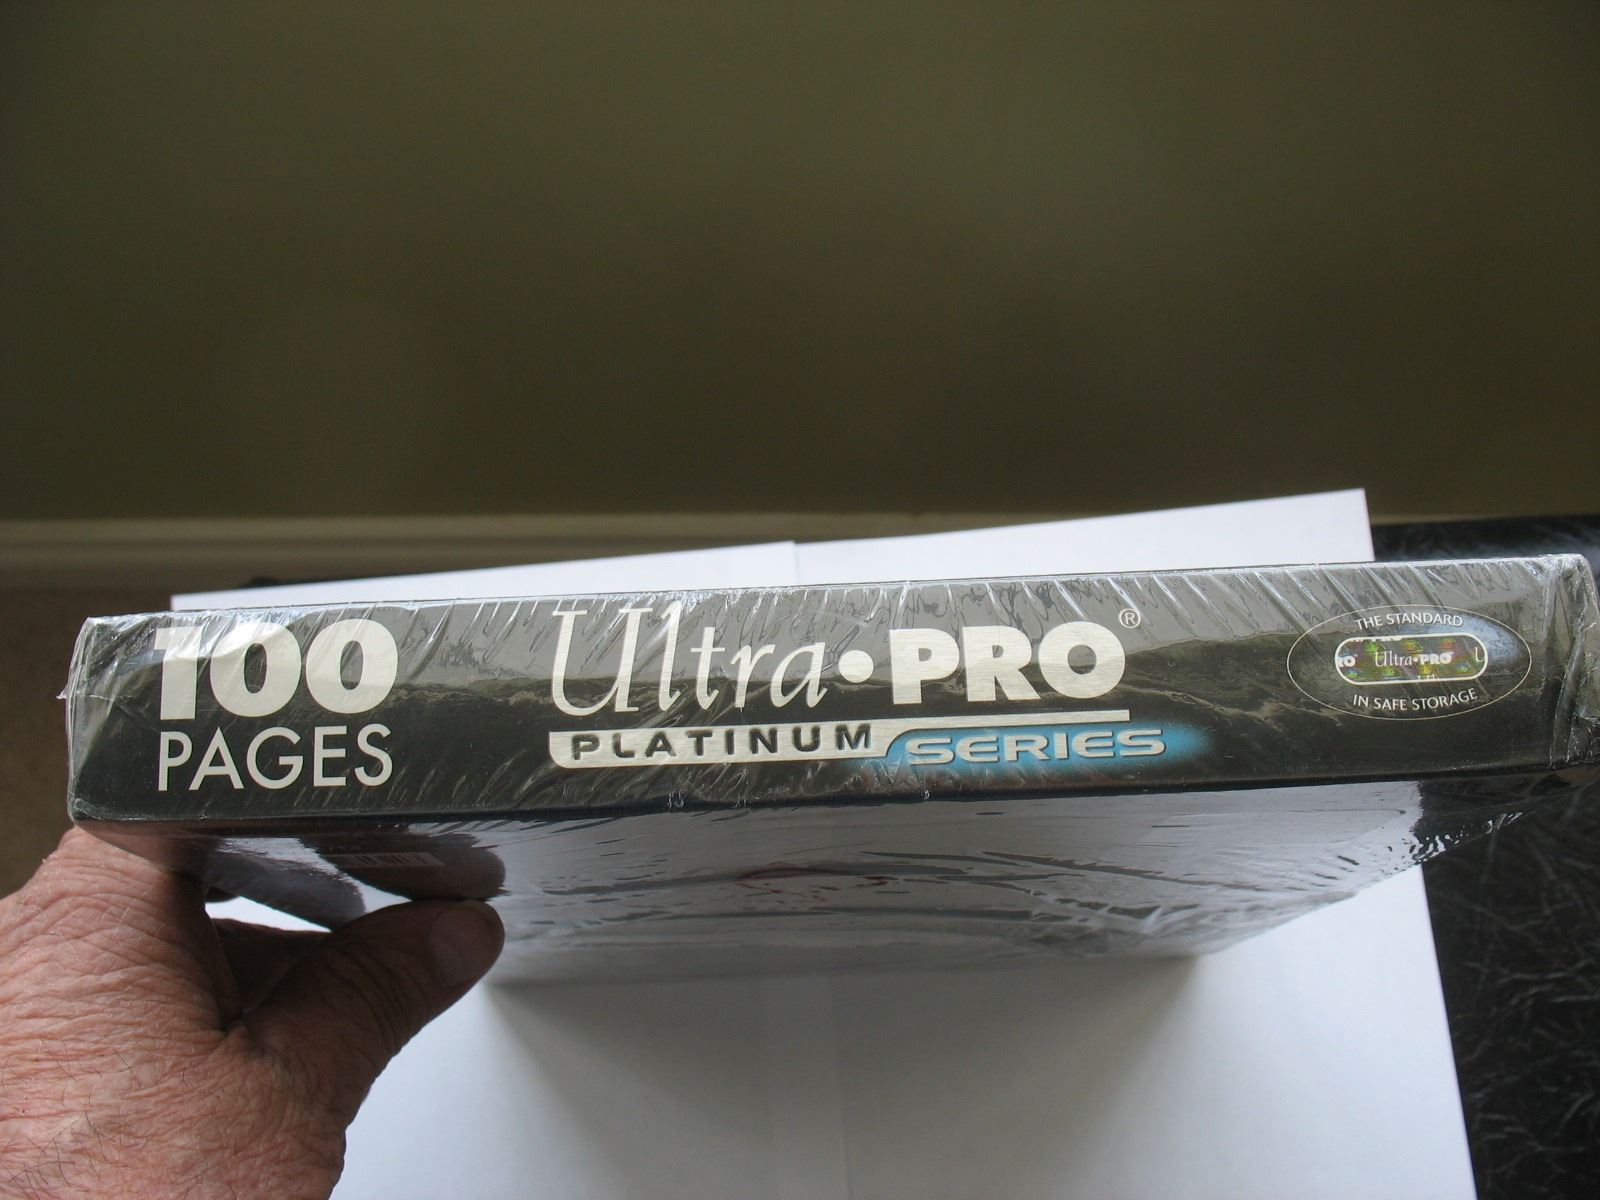 100
PAGES
Ultra•PRO®
PLATINUM SERIES
THE STANDARD
Ultra•PRO
IN SAFE STORAGE